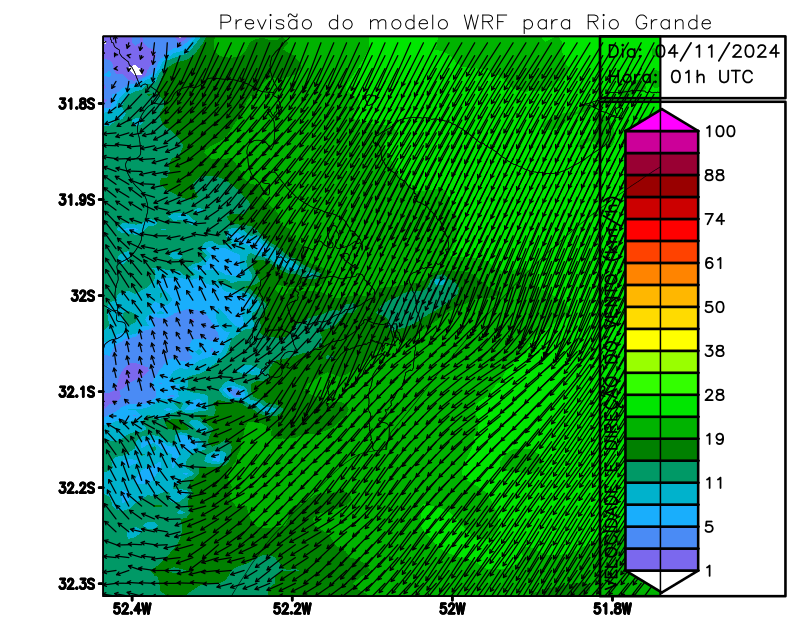 Previsão do modelo WRF para Rio Grande
Dia: 04/11/2024
Hora: 01h UTC
31.8S
31.9S
32S
32.1S
32.2S
32.3S
52.4W
52.2W
52W
51.8W
VELOCIDADE E DIREÇÃO DO VENTO (km/h)
100
88
74
61
50
38
28
19
11
5
1